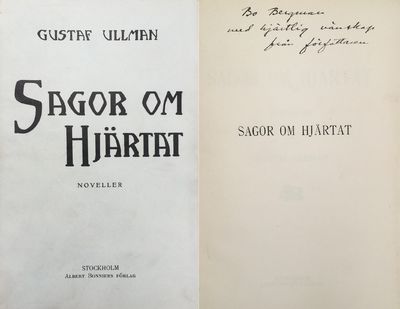 GUSTAF ULLMAN
SAGOR OM
HJÄRTAT
NOVELLER
STOCKHOLM
ALBERT BONNIERS FÖRLAG
Bo Bergman
med hjärtlig vänskap
från författaren
SAGOR OM HJÄRTAT